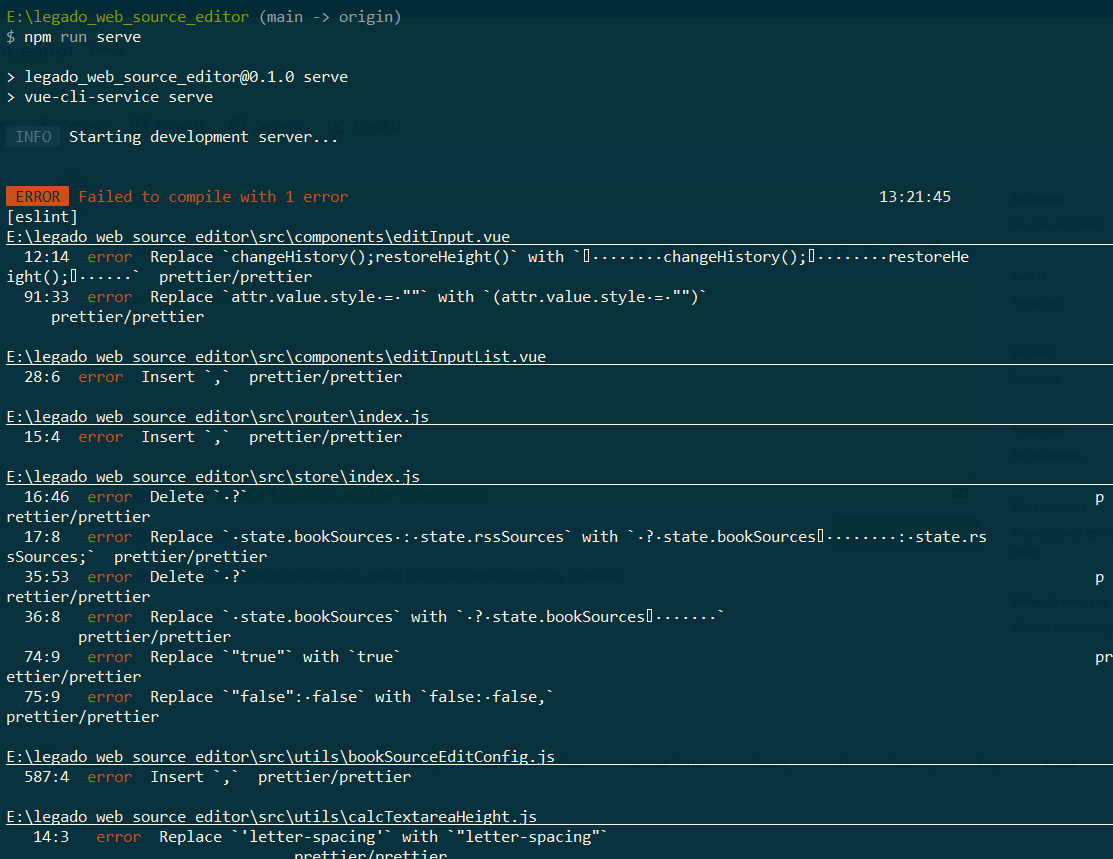 E:\legado_web_source_editor (main -> origin)
$ npm run serve
> legado_web_source_editor@0.1.0 serve
> vue-cli-service serve
INFO Starting development server...
ERROR Failed to compile with 1 error 13:21:45
[eslint]
E:\legado_web_source_editor\src\components\editInput.vue
12:14 error Replace `changeHistory();restoreHeight()` with `␊········changeHistory();␊········restoreHe
ight();␊······` prettier/prettier
91:33 error Replace `attr.value.style·=·""` with `(attr.value.style·=·"")`
prettier/prettier
E:\legado_web_source_editor\src\components\editInputList.vue
28:6 error Insert `,` prettier/prettier
E:\legado_web_source_editor\src\router\index.js
15:4 error Insert `,` prettier/prettier
E:\legado_web_source_editor\src\store\index.js
16:46 error Delete `·?` p
rettier/prettier
17:8 error Replace `·state.bookSources·:·state.rssSources` with `·?·state.bookSources␊········:·state.rs
sSources;` prettier/prettier
35:53 error Delete `·?` p
rettier/prettier
36:8 error Replace `·state.bookSources` with `·?·state.bookSources␊·······`
prettier/prettier
74:9 error Replace `"true"` with `true` pr
ettier/prettier
75:9 error Replace `"false":·false` with `false:·false,`
prettier/prettier
E:\legado_web_source_editor\src\utils\bookSourceEditConfig.js
587:4 error Insert `,` prettier/prettier
E:\legado_web_source_editor\src\utils\calcTextareaHeight.js
14:3 error Replace `'letter-spacing'` with `"letter-spacing"`
prettier/prettier